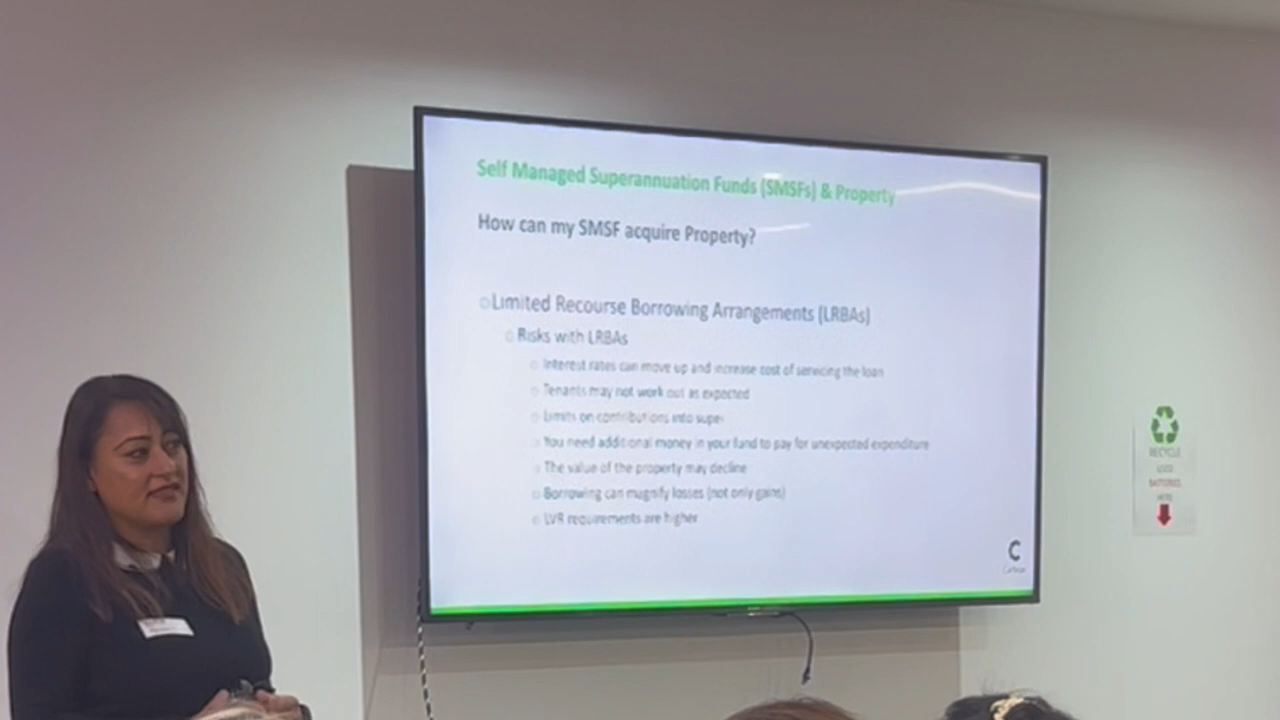 Self Managed Superannuation Funds (SMSFs) & Property
How can my SMSF acquire Property?
Limited Recourse Borrowing Arrangements (LRBAs)
Risks with LRBAs
Interest rates can move up and increase cost of servicing the loan
Tenants may not work out as expected
Limits on contributions into super
You need additional money in your fund to pay for unexpected expenditure
The value of the property may decline
Borrowing can magnify losses (not only gains)
LVR requirements are higher
C
RECYCLE
USED
BATTERIES
HERE